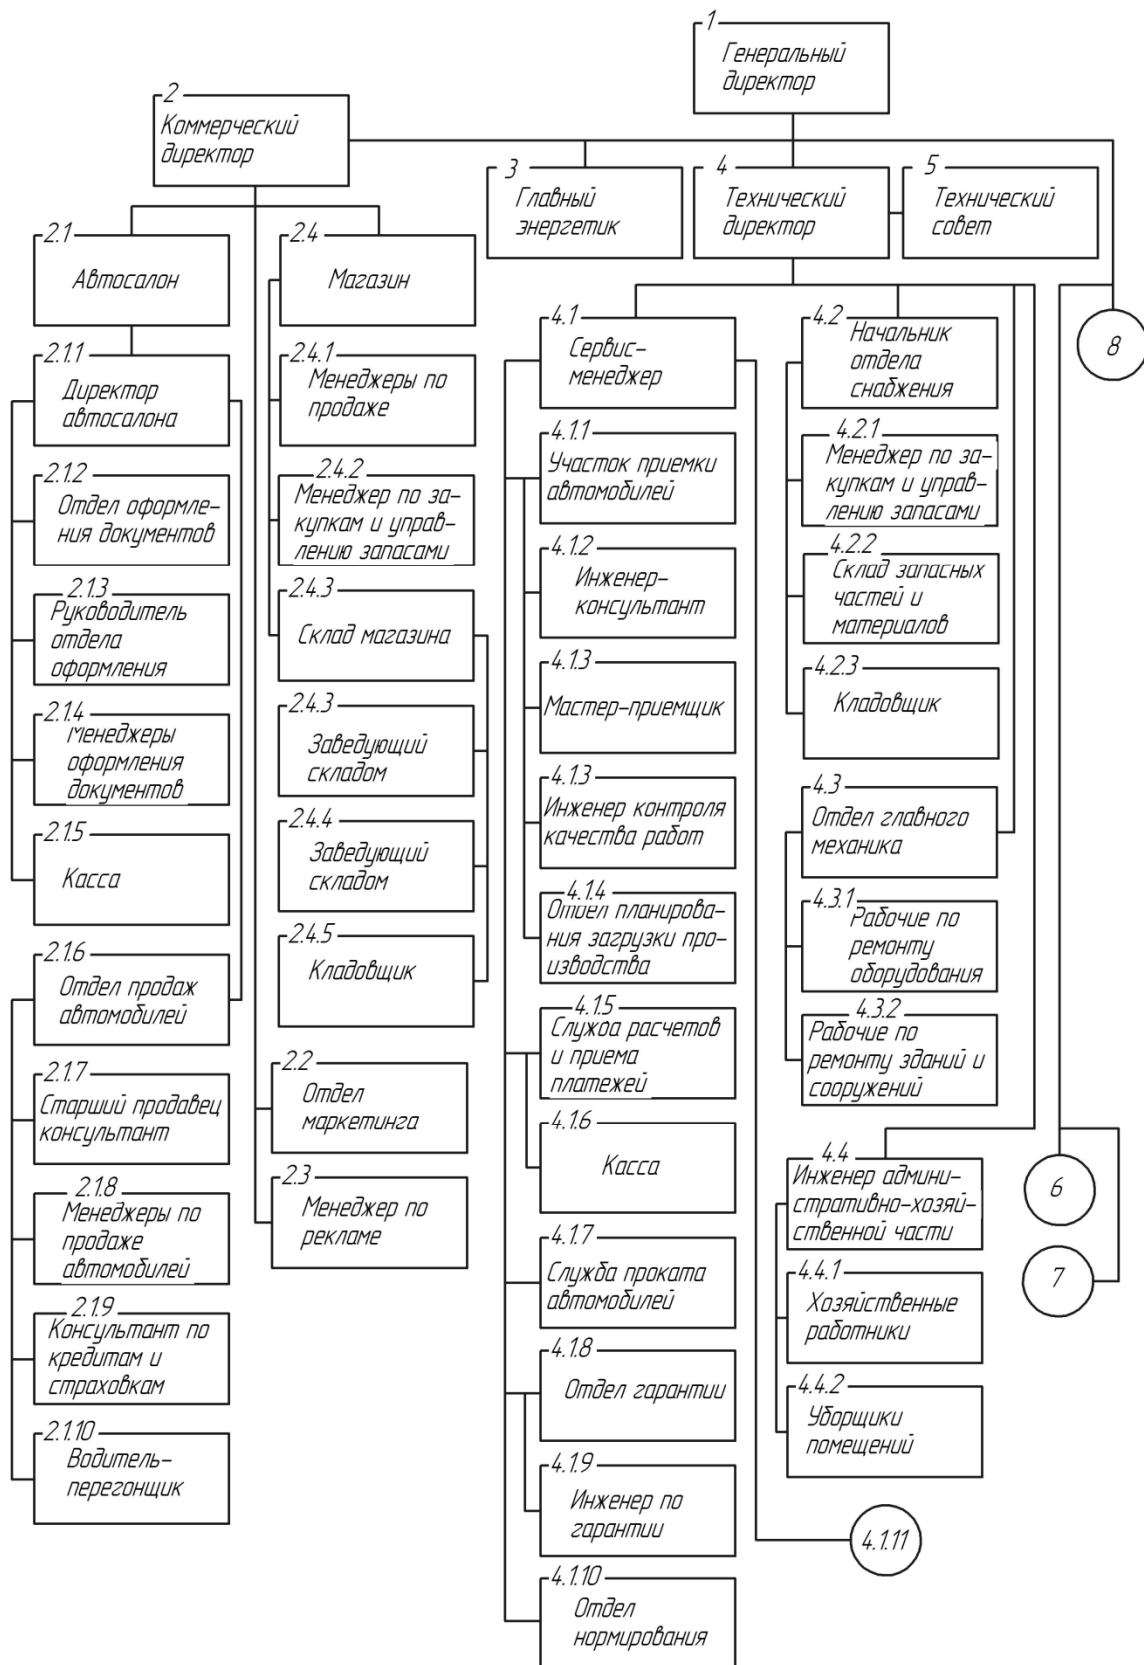 1
Генеральный
директор
2
Коммерческий
директор
3
Главный
энергетик
4
Технический
директор
5
Технический
совет
2.1
Автосалон
2.1.1
Директор
автосалона
2.1.2
Отдел оформле-
ния документов
2.1.3
Руководитель
отдела
оформления
2.1.4
Менеджеры
оформления
документов
2.1.5
Касса
2.1.6
Отдел продаж
автомобилей
2.1.7
Старший продавец
консультант
2.1.8
Менеджеры по
продаже
автомобилей
2.1.9
Консультант по
кредитам и
страховкам
2.1.10
Водитель-
перегонщик
2.4
Магазин
2.4.1
Менеджеры по
продаже
2.4.2
Менеджер по за-
купкам и управ-
лению запасами
2.4.3
Склад магазина
2.4.3
Заведующий
складом
2.4.4
Заведующий
складом
2.4.5
Кладовщик
2.2
Отдел
маркетинга
2.3
Менеджер по
рекламе
4.1
Сервис-
менеджер
4.1.1
Участок приемки
автомобилей
4.1.2
Инженер-
консультант
4.1.3
Мастер-приемщик
4.1.3
Инженер контроля
качества работ
4.1.4
Отдел планирова-
ния загрузки про-
изводства
4.1.5
Служба расчетов
и приема
платежей
4.1.6
Касса
4.1.7
Служба проката
автомобилей
4.1.8
Отдел гарантии
4.1.9
Инженер по
гарантии
4.1.10
Отдел
нормирования
4.2
Начальник
отдела
снабжения
4.2.1
Менеджер по за-
купкам и управ-
лению запасами
4.2.2
Склад запасных
частей и
материалов
4.2.3
Кладовщик
4.3
Отдел главного
механика
4.3.1
Рабочие по
ремонту
оборудования
4.3.2
Рабочие по
ремонту зданий и
сооружений
4.4
Инженер админи-
стративно-хозяй-
ственной части
4.4.1
Хозяйственные
работники
4.4.2
Уборщики
помещений
4.1.11
8
6
7